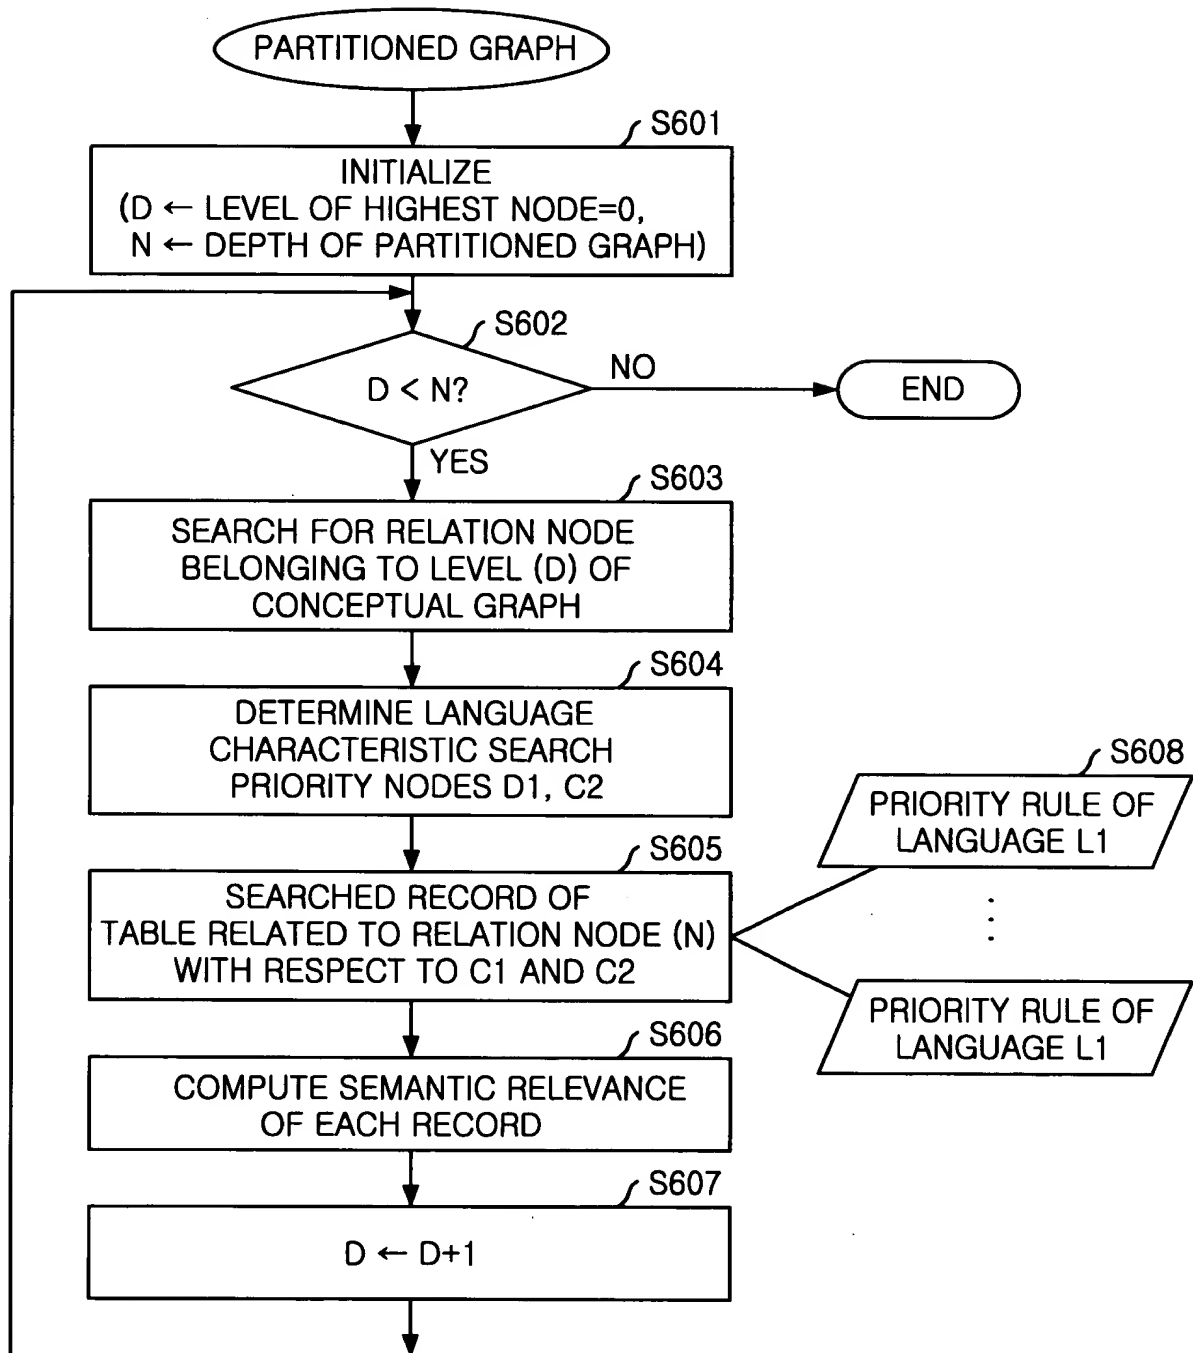 PARTITIONED GRAPH
S601
INITIALIZE
(D ← LEVEL OF HIGHEST NODE=0,
N ← DEPTH OF PARTITIONED GRAPH)
S602
D < N?
NO
END
YES
S603
SEARCH FOR RELATION NODE
BELONGING TO LEVEL (D) OF
CONCEPTUAL GRAPH
S604
DETERMINE LANGUAGE
CHARACTERISTIC SEARCH
PRIORITY NODES D1, C2
S608
PRIORITY RULE OF
LANGUAGE L1
S605
SEARCHED RECORD OF
TABLE RELATED TO RELATION NODE (N)
WITH RESPECT TO C1 AND C2
PRIORITY RULE OF
LANGUAGE L1
S606
COMPUTE SEMANTIC RELEVANCE
OF EACH RECORD
S607
D ← D+1